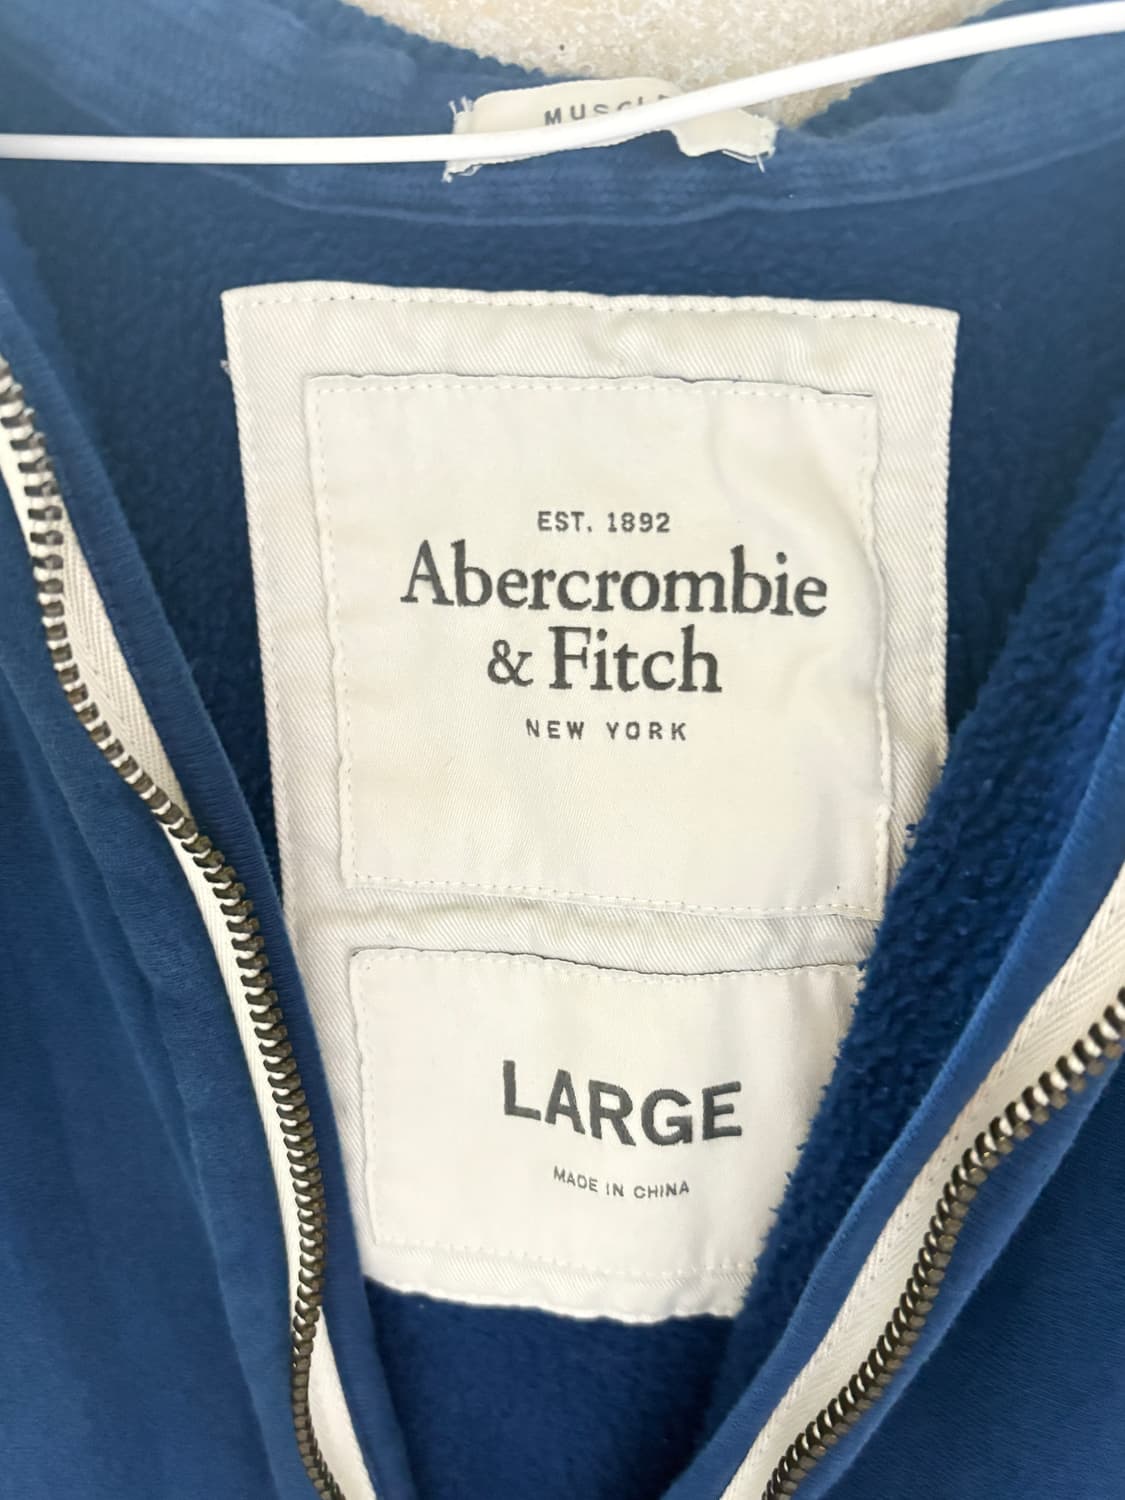 EST. 1892
Abercrombie
& Fitch
NEW YORK
LARGE
MADE IN CHINA